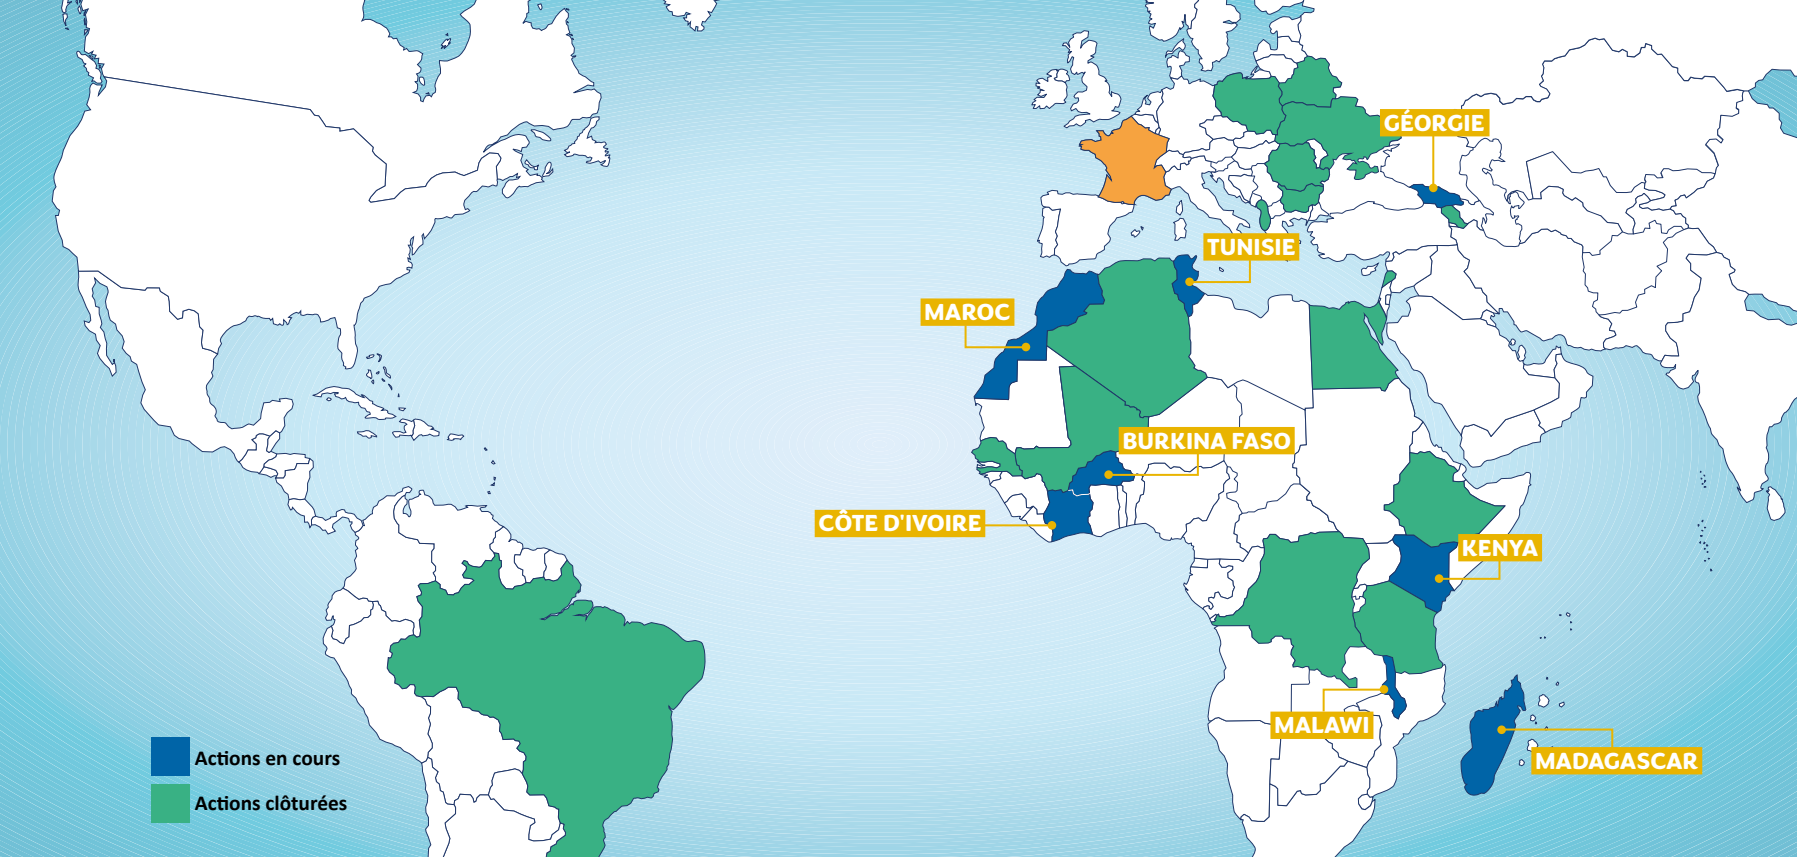 GÉORGIE
TUNISIE
MAROC
BURKINA FASO
CÔTE D'IVOIRE
KENYA
MALAWI
MADAGASCAR
Actions en cours
Actions clôturées